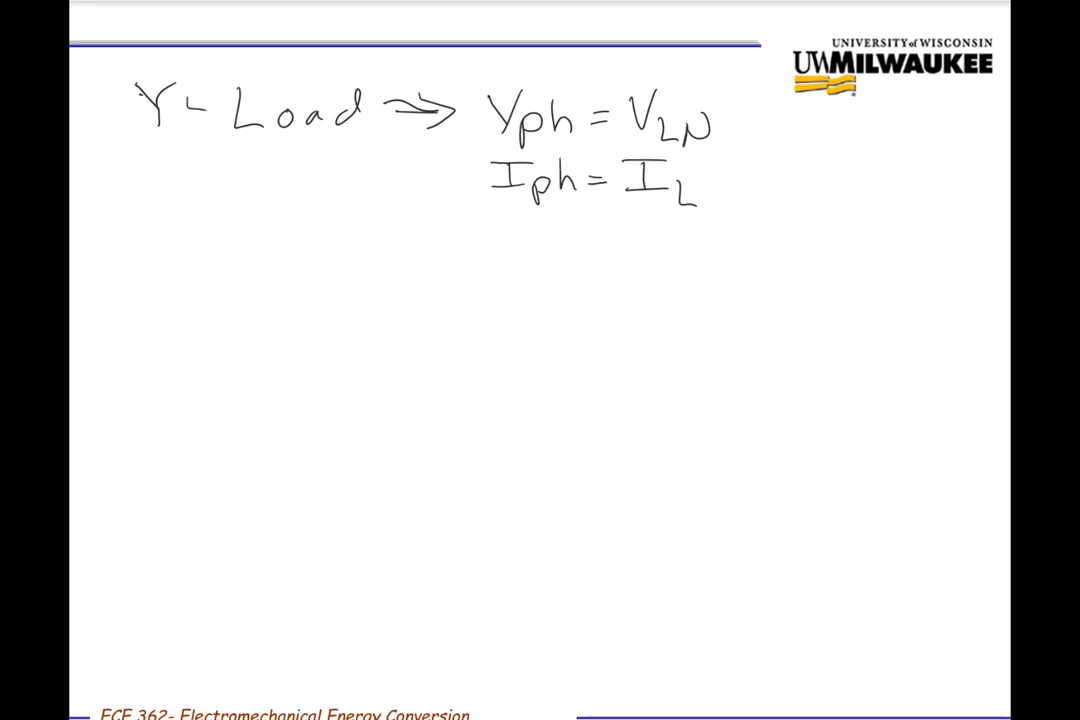 UNIVERSITY of WISCONSIN
UWMILWAUKEE
Y- Load ⇒ Vph = VLN
Iph = IL
ECE 362- Electromechanical Energy Conversion